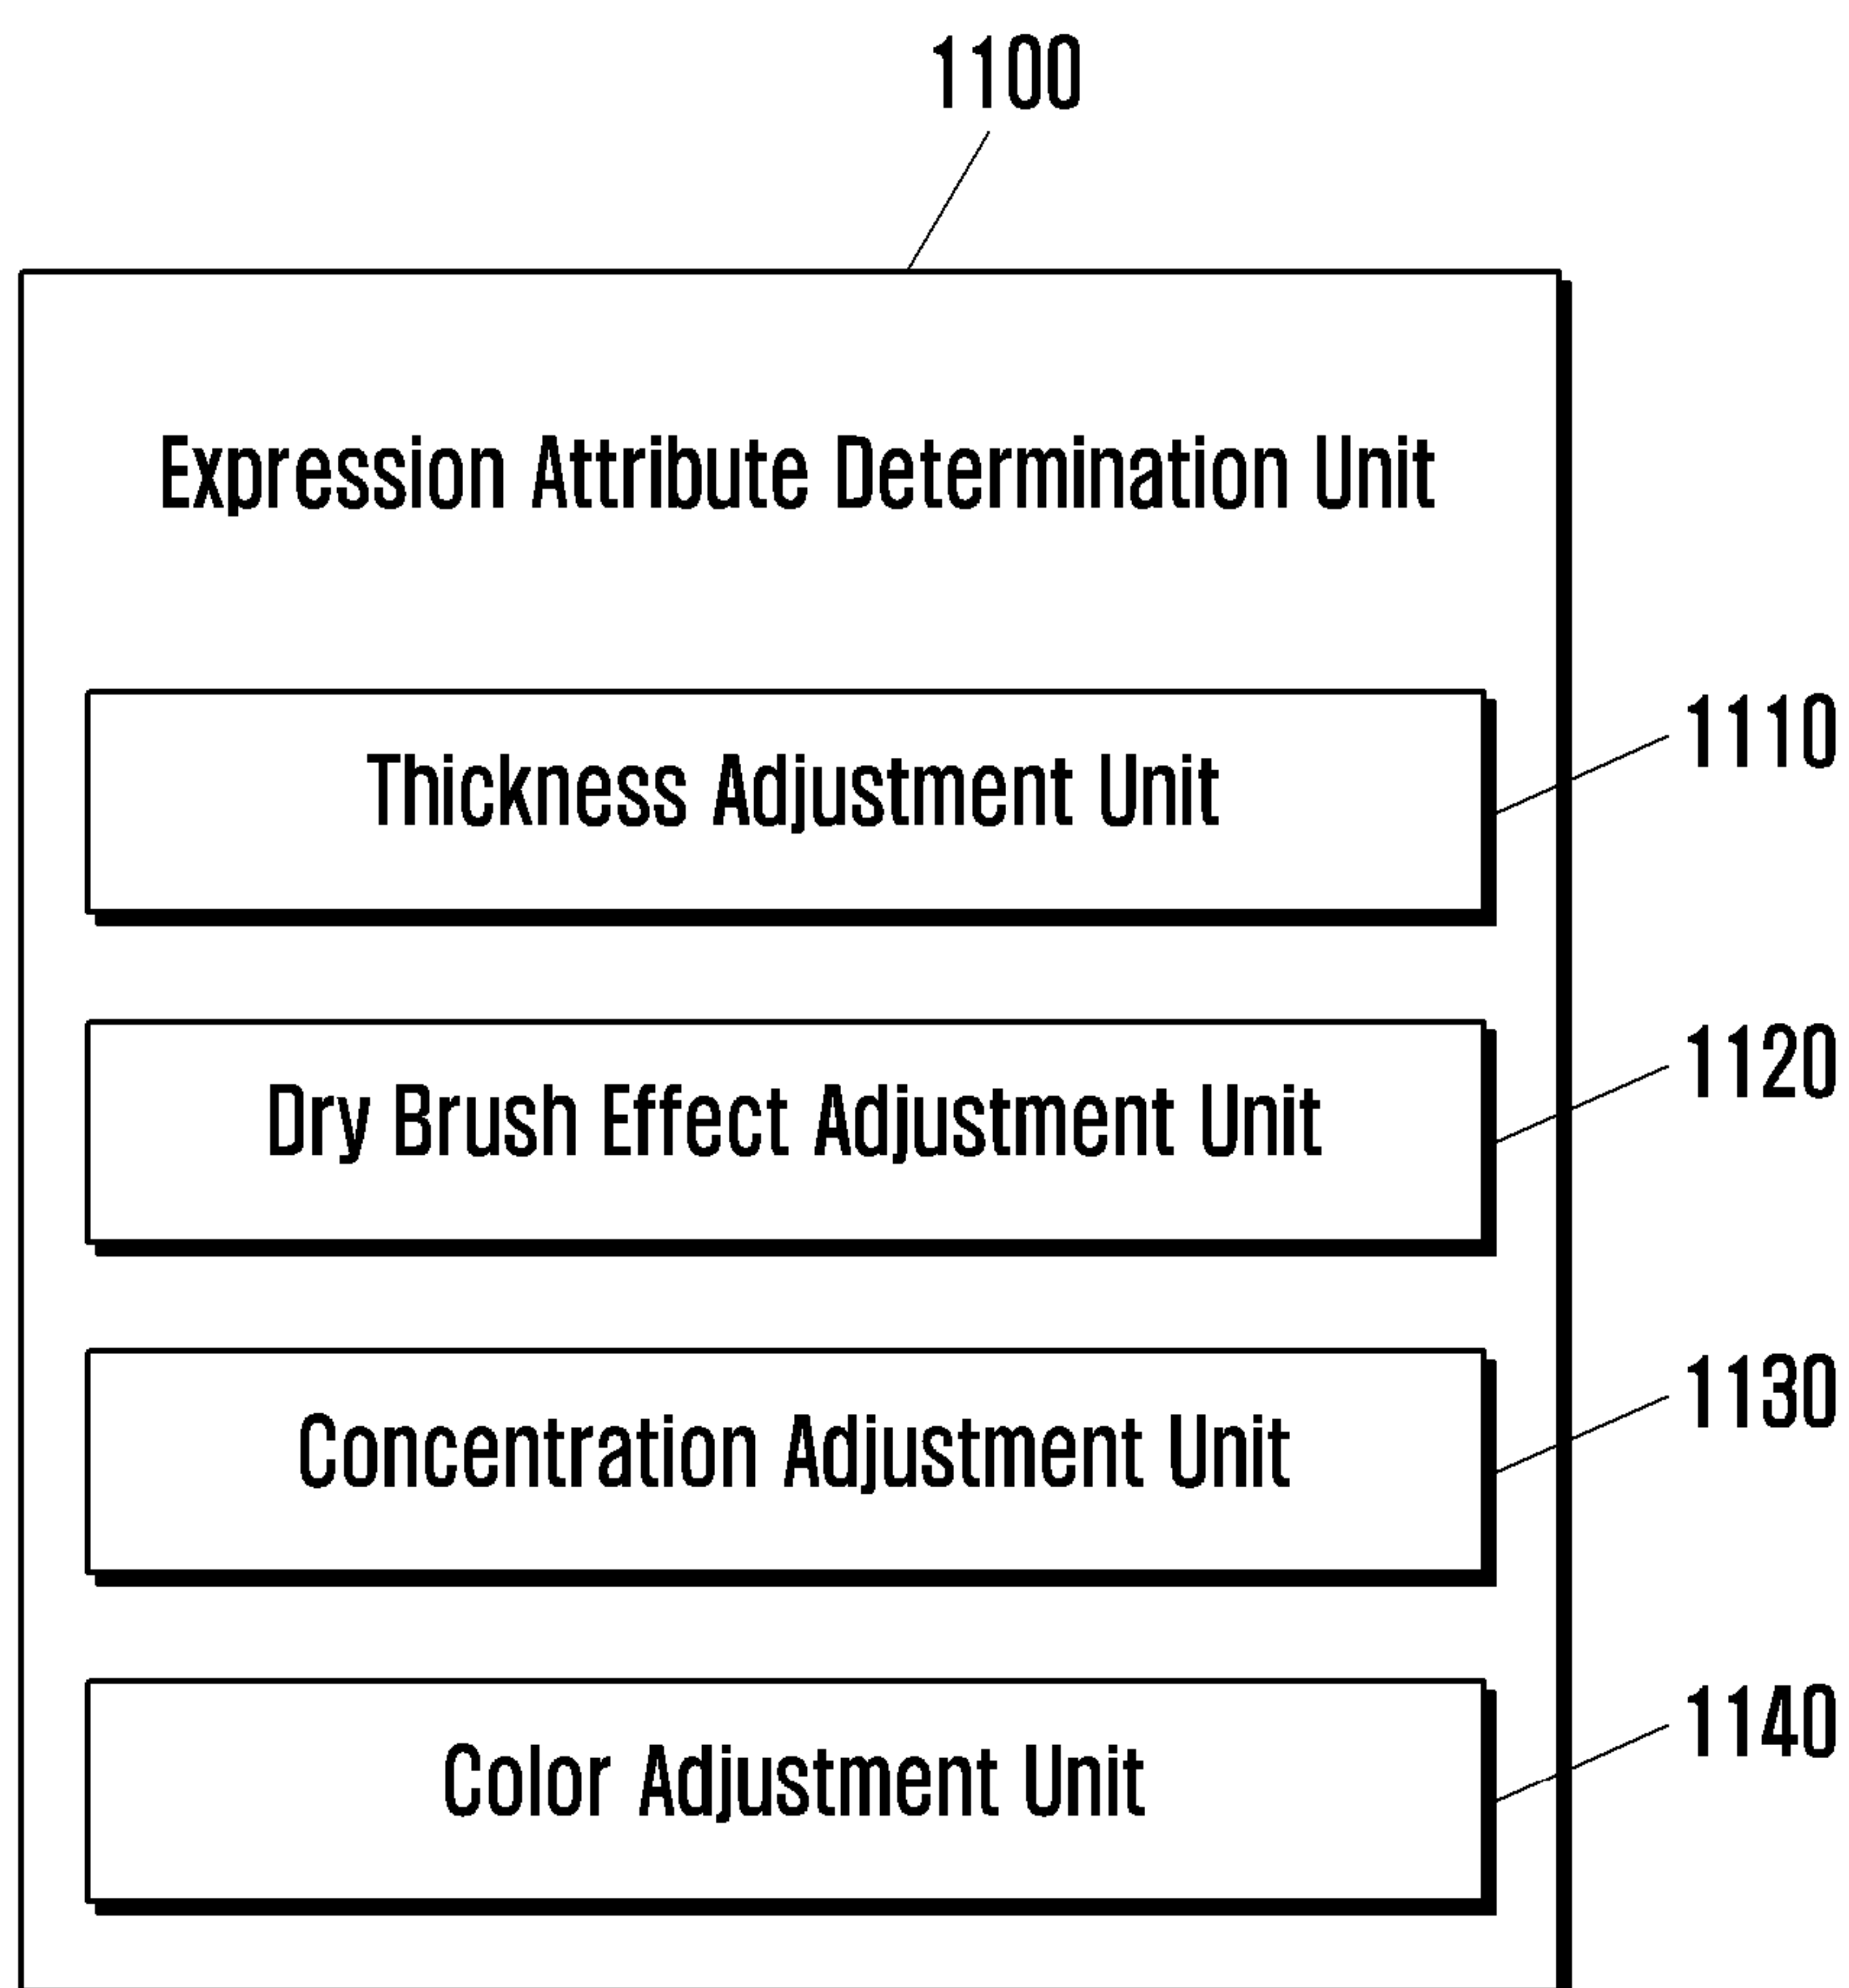 1100
Expression Attribute Determination Unit
Thickness Adjustment Unit
1110
Dry Brush Effect Adjustment Unit
1120
Concentration Adjustment Unit
1130
Color Adjustment Unit
1140